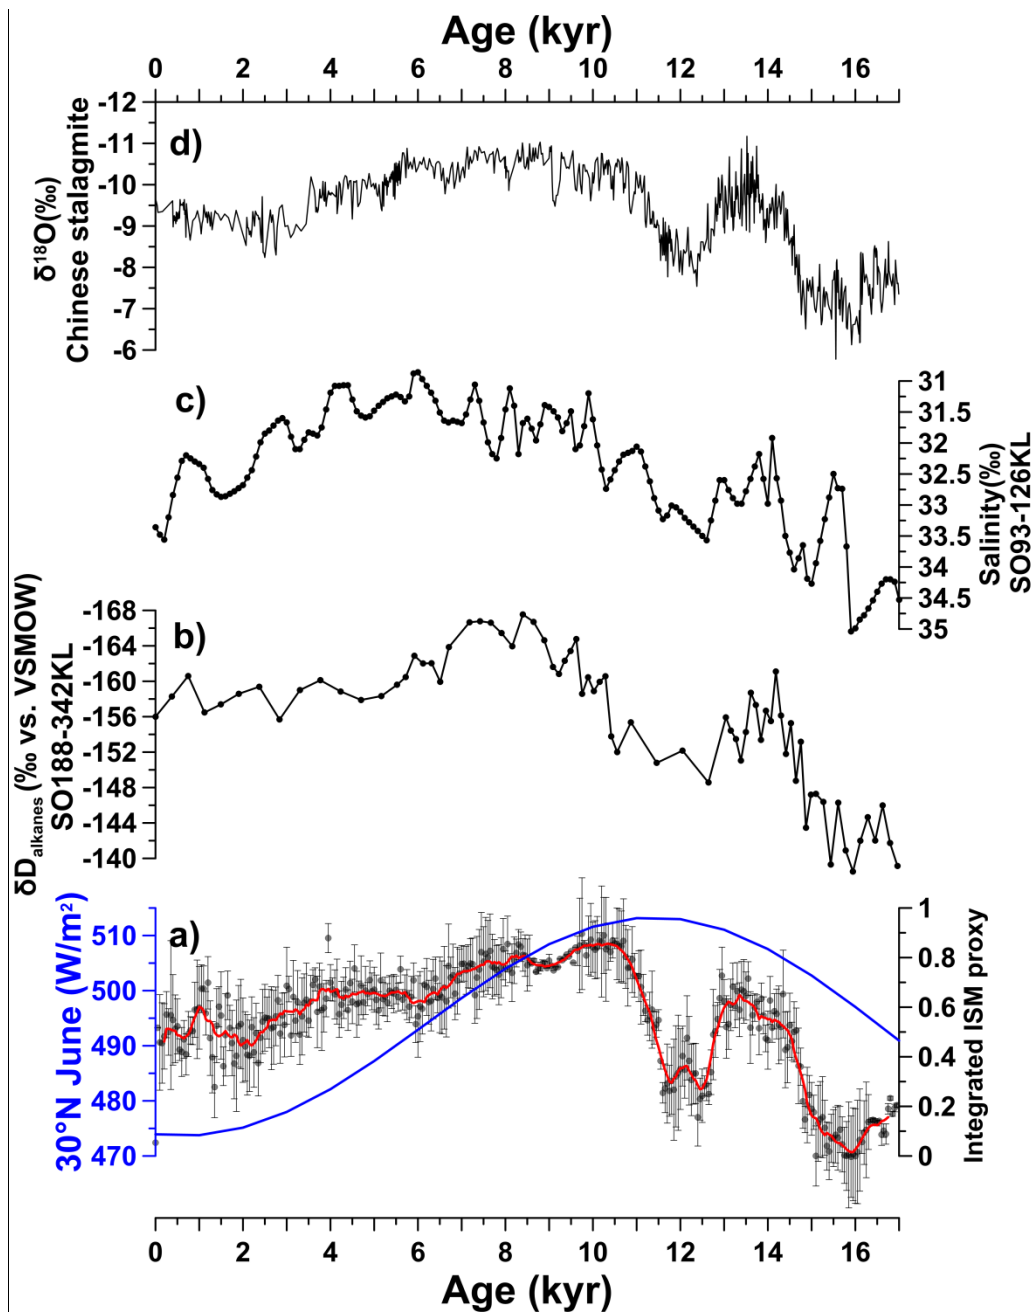 Age (kyr)
0 2 4 6 8 10 12 14 16
d)
δ¹⁸O(‰)
Chinese stalagmite
-12
-11
-10
-9
-8
-7
-6
c)
31
31.5
32
32.5
33
33.5
34
34.5
35
Salinity(‰)
SO93-126KL
b)
δD alkanes (‰ vs. VSMOW)
SO188-342KL
-168
-164
-160
-156
-152
-148
-144
-140
a)
30°N June (W/m²)
510
500
490
480
470
1
0.8
0.6
0.4
0.2
0
Integrated ISM proxy
0 2 4 6 8 10 12 14 16
Age (kyr)